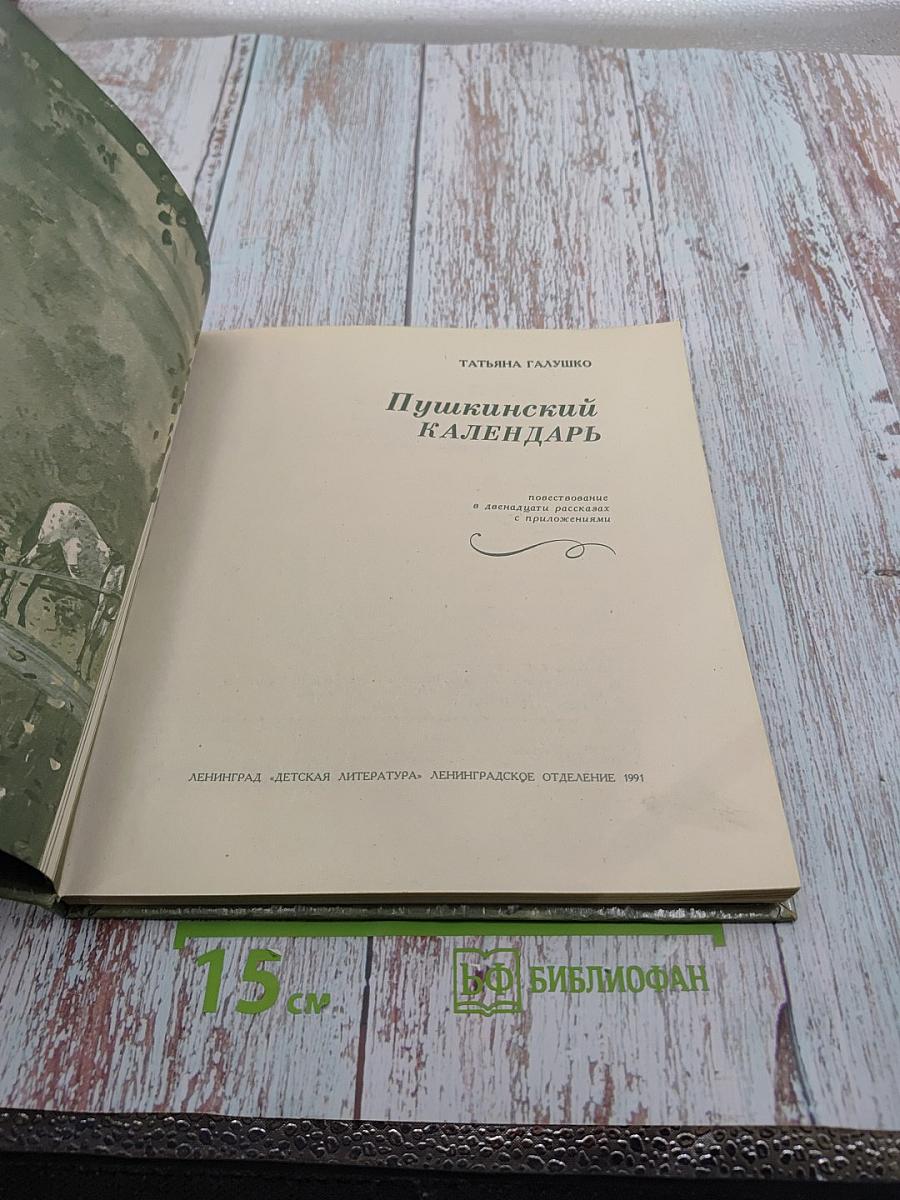 ТАТЬЯНА ГАЛУШКО
Пушкинский
КАЛЕНДАРЬ
повествование
в двенадцати рассказах
с приложениями
ЛЕНИНГРАД «ДЕТСКАЯ ЛИТЕРАТУРА» ЛЕНИНГРАДСКОЕ ОТДЕЛЕНИЕ 1991
15 см
БФ БИБЛИОФАН